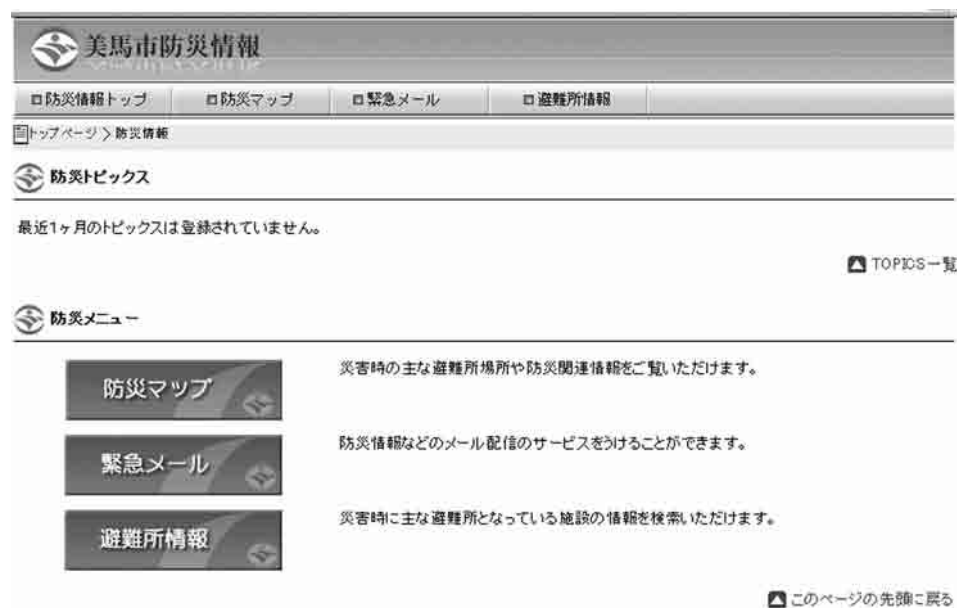 美馬市防災情報
防災情報トップ 防災マップ 緊急メール 避難所情報
トップページ > 防災情報
防災トピックス
最近1ヶ月のトピックスは登録されていません。
TOPICS一覧
防災メニュー
防災マップ 災害時の主な避難所場所や防災関連情報をご覧いただけます。
緊急メール 防災情報などのメール配信のサービスをうけることができます。
避難所情報 災害時に主な避難所となっている施設の情報を検索いただけます。
このページの先頭に戻る